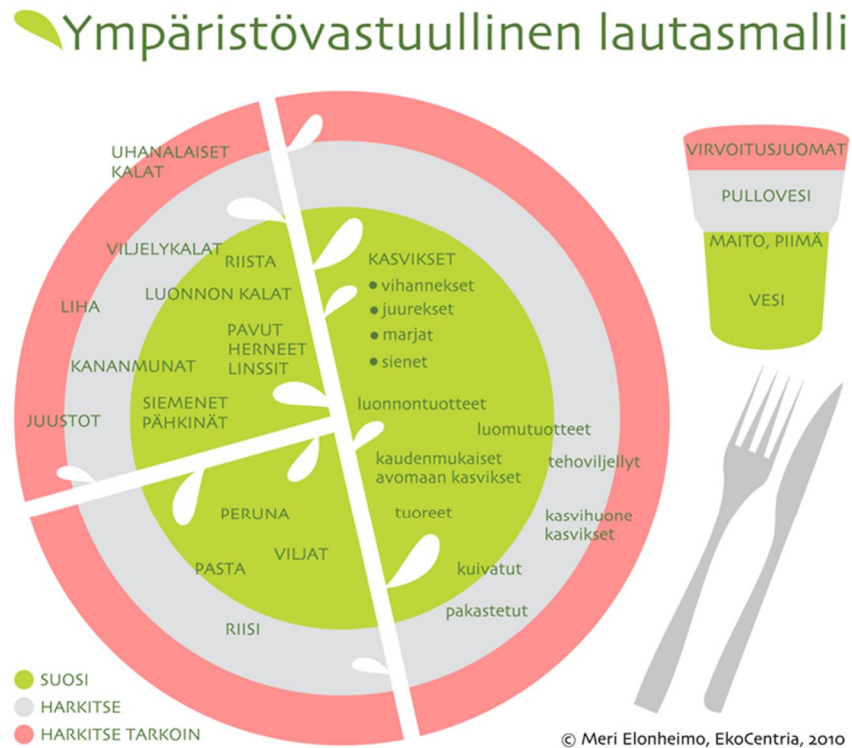 Ympäristövastuullinen lautasmalli
UHANALAISET
KALAT
VILJELYKALAT
RIISTA
LIHA
LUONNON KALAT
PAVUT
HERNEET
LINSSIT
KANANMUNAT
SIEMENET
PÄHKINÄT
JUUSTOT
KASVIKSET
• vihannekset
• juurekset
• marjat
• sienet
luonnontuotteet
luomutuotteet
kaudenmukaiset
avomaan kasvikset
tehoviljellyt
tuoreet
kasvihuone
kasvikset
kuivatut
pakastetut
PERUNA
VILJAT
PASTA
RIISI
VIRVOITUSJUOMAT
PULLOVESI
MAITO, PIIMÄ
VESI
SUOSI
HARKITSE
HARKITSE TARKOIN
© Meri Elonheimo, EkoCentria, 2010